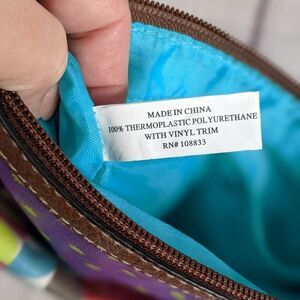 MADE IN CHINA
100% THERMOPLASTIC POLYURETHANE
WITH VINYL TRIM
RN# 108833